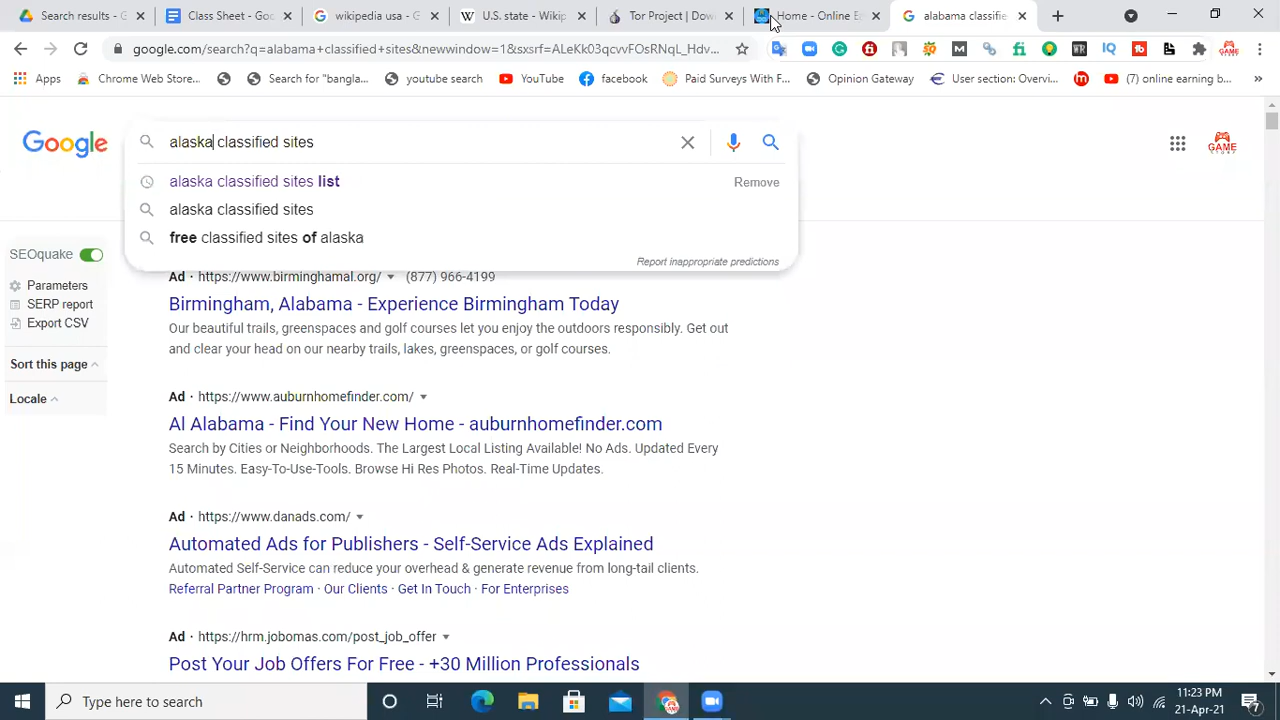 Search results - G
Class Sheet - Goo
wikipedia usa - G
U.S. state - Wikip
Tor Project | Dow
Home - Online E
alabama classifie
google.com/search?q=alabama+classified+sites&newwindow=1&sxsrf=ALeKk03qcvvFOsRNqL_Hdv...
Apps
Chrome Web Store...
Search for "bangla...
youtube search
YouTube
facebook
Paid Surveys With F...
Opinion Gateway
User section: Overvi...
(7) online earning b...
»
Google
alaska classified sites
alaska classified sites list
Remove
alaska classified sites
free classified sites of alaska
Report inappropriate predictions
SEOquake
Parameters
SERP report
Export CSV
Sort this page
Locale
Ad · https://www.birminghamal.org/ (877) 966-4199
Birmingham, Alabama - Experience Birmingham Today
Our beautiful trails, greenspaces and golf courses let you enjoy the outdoors responsibly. Get out
and clear your head on our nearby trails, lakes, greenspaces, or golf courses.
Ad · https://www.auburnhomefinder.com/
Al Alabama - Find Your New Home - auburnhomefinder.com
Search by Cities or Neighborhoods. The Largest Local Listing Available! No Ads. Updated Every
15 Minutes. Easy-To-Use-Tools. Browse Hi Res Photos. Real-Time Updates.
Ad · https://www.danads.com/
Automated Ads for Publishers - Self-Service Ads Explained
Automated Self-Service can reduce your overhead & generate revenue from long-tail clients.
Referral Partner Program · Our Clients · Get In Touch · For Enterprises
Ad · https://hrm.jobomas.com/post_job_offer
Post Your Job Offers For Free - +30 Million Professionals
Type here to search
11:23 PM
21-Apr-21
7